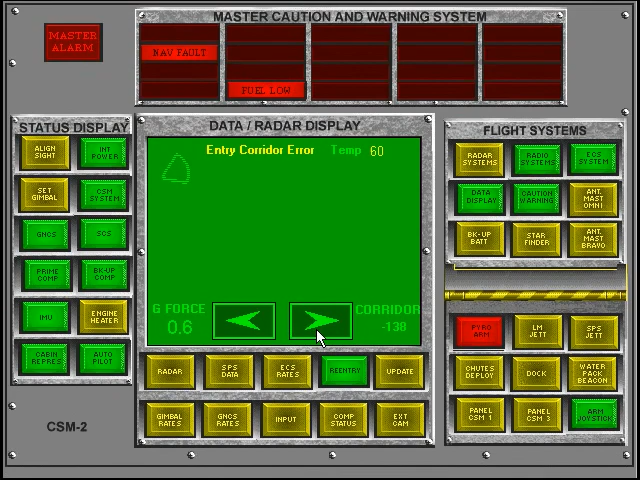 MASTER CAUTION AND WARNING SYSTEM
MASTER
ALARM
NAV FAULT
FUEL LOW
STATUS DISPLAY
ALIGN
SIGHT
INT
POWER
SET
GIMBAL
CSM
SYSTEM
GNCS
SCS
PRIME
COMP
BK-UP
COMP
IMU
ENGINE
HEATER
CABIN
REPRES
AUTO
PILOT
CSM-2
DATA / RADAR DISPLAY
Entry Corridor Error Temp 60
G FORCE
0.6
CORRIDOR
-138
RADAR
SPS
DATA
ECS
RATES
REENTRY
UPDATE
GIMBAL
RATES
GNCS
RATES
INPUT
COMP
STATUS
EXT
CAM
FLIGHT SYSTEMS
RADAR
SYSTEMS
RADIO
SYSTEMS
ECS
SYSTEM
DATA
DISPLAY
CAUTION
WARNING
ANT.
MAST
OMNI
BK-UP
BATT
STAR
FINDER
ANT.
MAST
BRAVO
PYRO
ARM
LM
JETT
SPS
JETT
CHUTES
DEPLOY
DOCK
WATER
PACK
BEACON
PANEL
CSM 1
PANEL
CSM 3
ARM
JOYSTICK